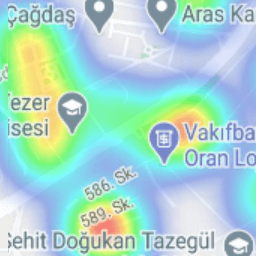 Çağdaş
Aras Ka
Tezer
isesi
Vakıfba
Oran Lo
586. Sk.
589. Sk.
Şehit Doğukan Tazegül